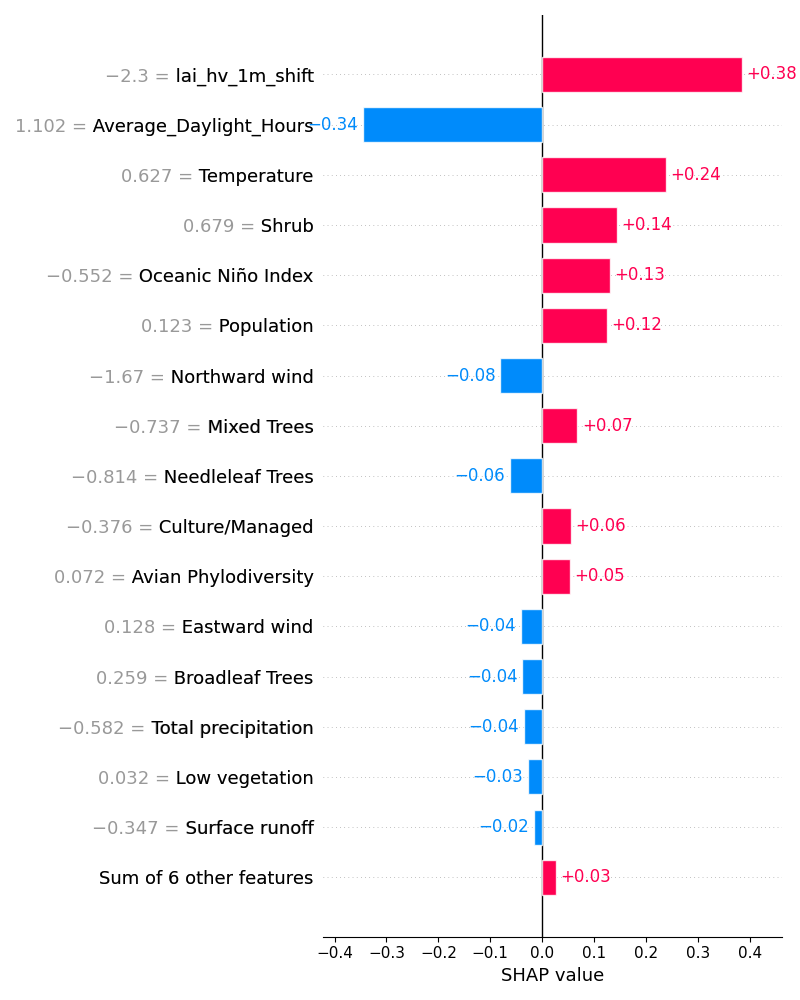 −2.3 = lai_hv_1m_shift +0.38
1.102 = Average_Daylight_Hours −0.34
0.627 = Temperature +0.24
0.679 = Shrub +0.14
−0.552 = Oceanic Niño Index +0.13
0.123 = Population +0.12
−1.67 = Northward wind −0.08
−0.737 = Mixed Trees +0.07
−0.814 = Needleleaf Trees −0.06
−0.376 = Culture/Managed +0.06
0.072 = Avian Phylodiversity +0.05
0.128 = Eastward wind −0.04
0.259 = Broadleaf Trees −0.04
−0.582 = Total precipitation −0.04
0.032 = Low vegetation −0.03
−0.347 = Surface runoff −0.02
Sum of 6 other features +0.03
−0.4 −0.3 −0.2 −0.1 0.0 0.1 0.2 0.3 0.4
SHAP value